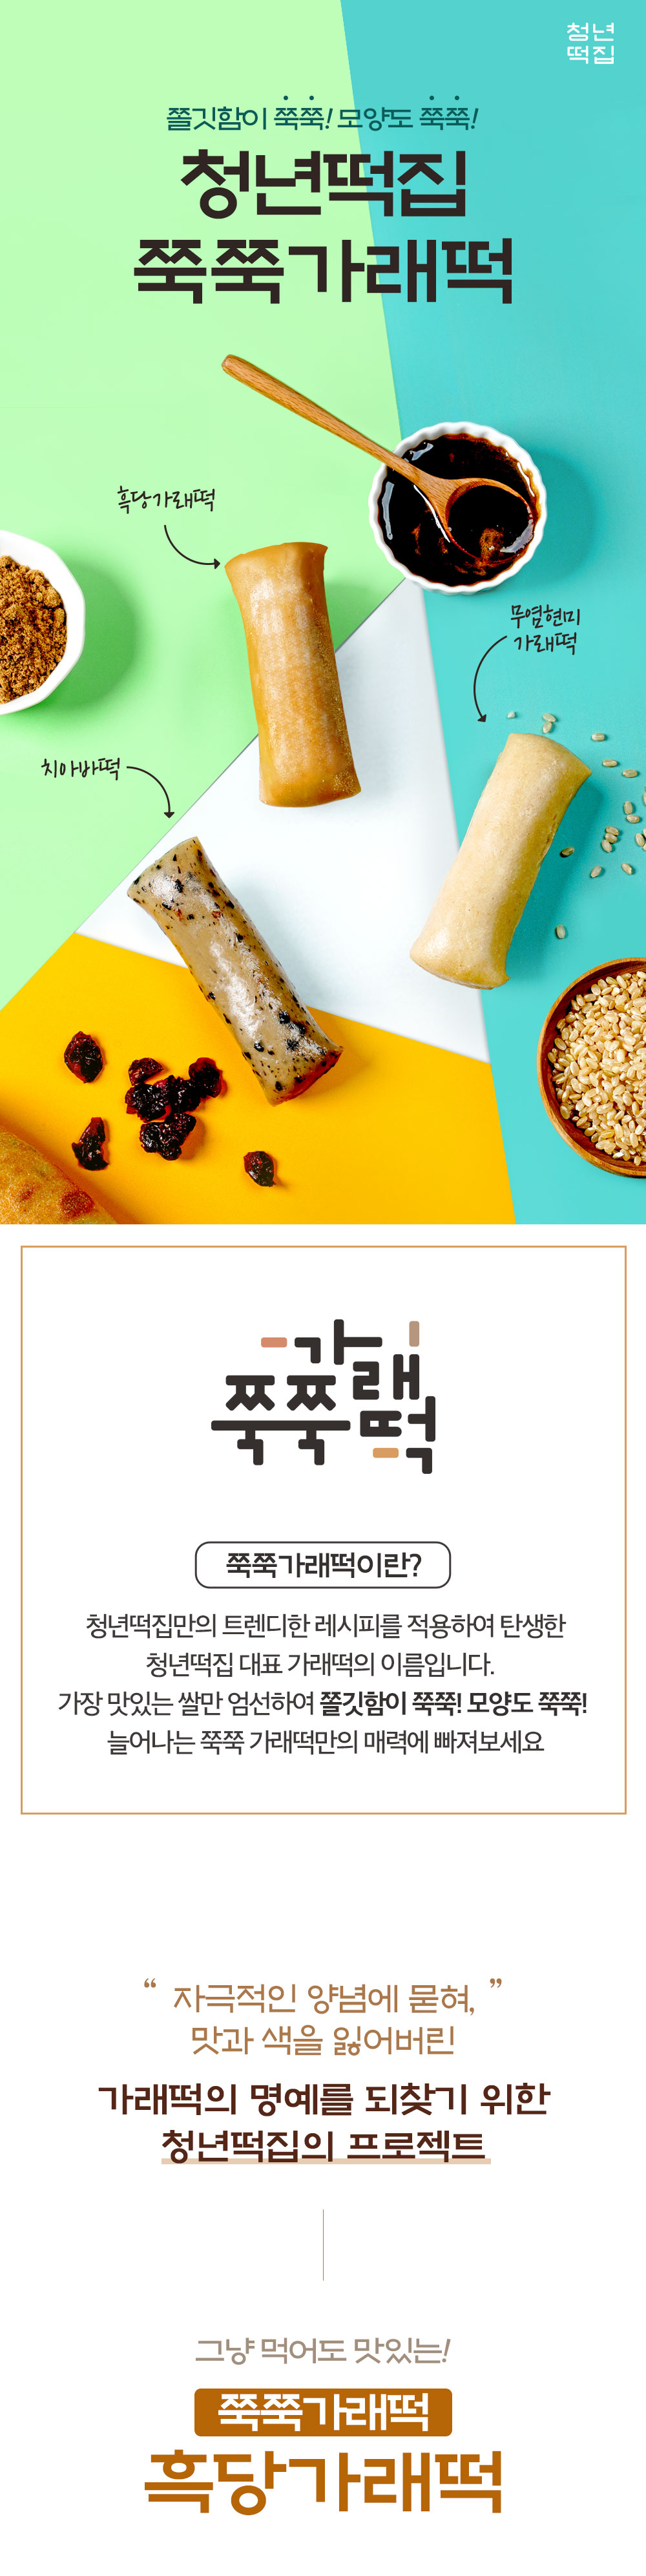 청년
떡집
쫄깃함이 쭉쭉! 모양도 쭉쭉!
청년떡집
쭉쭉가래떡
흑당가래떡
무염현미
가래떡
치아바떡
쭉쭉가래떡
쭉쭉가래떡이란?
청년떡집만의 트렌디한 레시피를 적용하여 탄생한
청년떡집 대표 가래떡의 이름입니다.
가장 맛있는 쌀만 엄선하여 쫄깃함이 쭉쭉! 모양도 쭉쭉!
늘어나는 쭉쭉 가래떡만의 매력에 빠져보세요
“ 자극적인 양념에 묻혀, ”
맛과 색을 잃어버린
가래떡의 명예를 되찾기 위한
청년떡집의 프로젝트
그냥 먹어도 맛있는!
쭉쭉가래떡
흑당가래떡